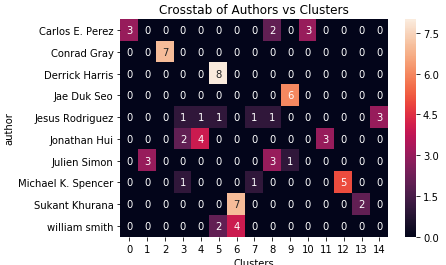 Crosstab of Authors vs Clusters
author
Carlos E. Perez 3 0 0 0 0 0 0 0 2 0 3 0 0 0 0
Conrad Gray 0 0 7 0 0 0 0 0 0 0 0 0 0 0 0
Derrick Harris 0 0 0 0 0 8 0 0 0 0 0 0 0 0 0
Jae Duk Seo 0 0 0 0 0 0 0 0 0 6 0 0 0 0 0
Jesus Rodriguez 0 0 0 1 1 1 0 1 1 0 0 0 0 0 3
Jonathan Hui 0 0 0 2 4 0 0 0 0 0 0 3 0 0 0
Julien Simon 0 3 0 0 0 0 0 0 3 1 0 0 0 0 0
Michael K. Spencer 0 0 0 1 0 0 0 1 0 0 0 0 5 0 0
Sukant Khurana 0 0 0 0 0 0 7 0 0 0 0 0 0 2 0
william smith 0 0 0 0 0 2 4 0 0 0 0 0 0 0 0
0 1 2 3 4 5 6 7 8 9 10 11 12 13 14
Clusters
7.5
6.0
4.5
3.0
1.5
0.0